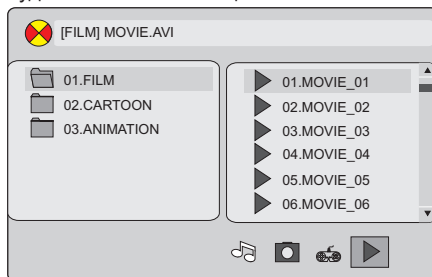 [FILM] MOVIE.AVI
01.FILM
02.CARTOON
03.ANIMATION
01.MOVIE_01
02.MOVIE_02
03.MOVIE_03
04.MOVIE_04
05.MOVIE_05
06.MOVIE_06